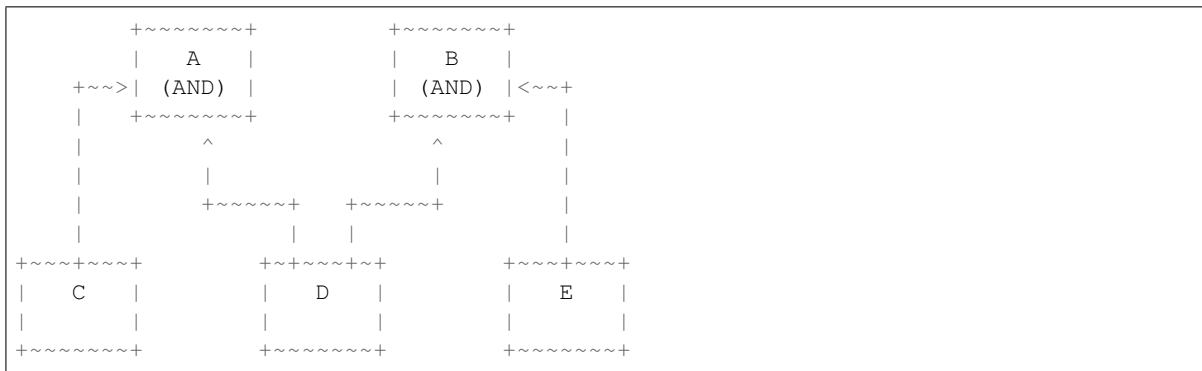 +~~~~~~~+         +~~~~~~~+
      |   A   |         |   B   |
  +~~>| (AND) |         | (AND) |<~~+
  |   +~~~~~~~+         +~~~~~~~+   |
  |        ^               ^        |
  |        |               |        |
  |        +~~~~~+   +~~~~~+        |
  |              |   |              |
+~~~+~~~+        +~+~~~+~+        +~~~+~~~+
|   C   |        |   D   |        |   E   |
|       |        |       |        |       |
+~~~~~~~+        +~~~~~~~+        +~~~~~~~+